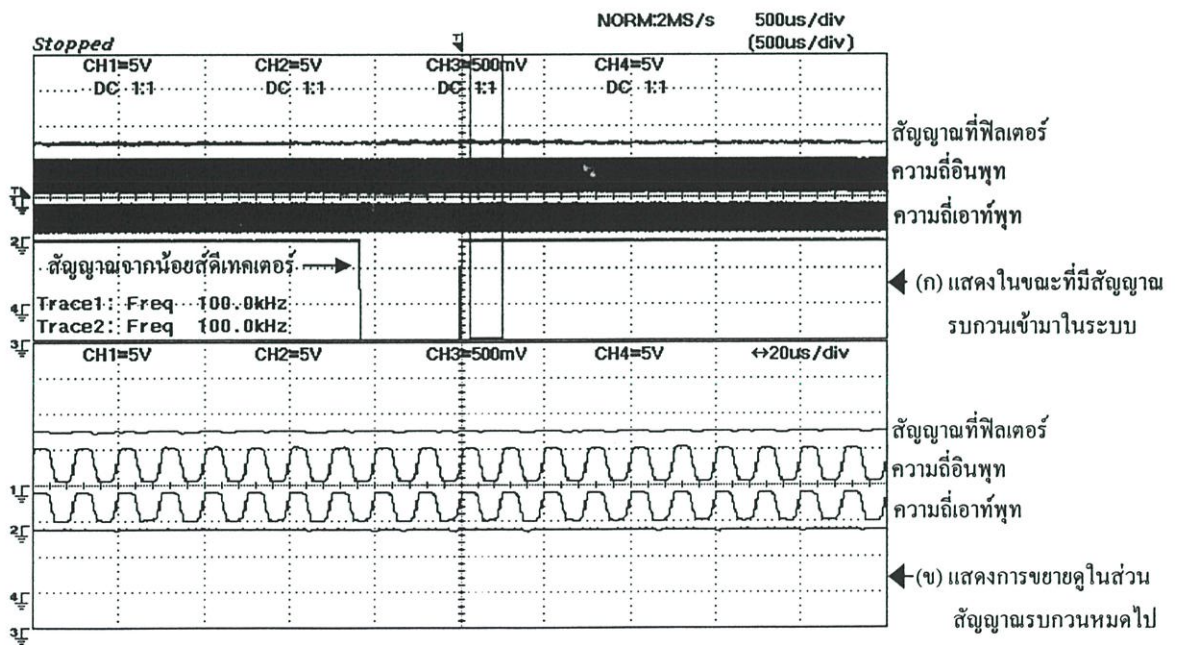 NORM:2MS/s 500us/div
Stopped (500us/div)
CH1=5V CH2=5V CH3=500mV CH4=5V
DC 1:1 DC 1:1 DC 1:1 DC 1:1
สัญญาณที่ฟิลเตอร์
ความถี่อินพุท
ความถี่เอาท์พุท
สัญญาณจากน้อยส์ดีเทคเตอร์
(ก) แสดงในขณะที่มีสัญญาณ
รบกวนเข้ามาในระบบ
Trace1: Freq 100.0kHz
Trace2: Freq 100.0kHz
CH1=5V CH2=5V CH3=500mV CH4=5V ↔20us/div
สัญญาณที่ฟิลเตอร์
ความถี่อินพุท
ความถี่เอาท์พุท
(ข) แสดงการขยายดูในส่วน
สัญญาณรบกวนหมดไป